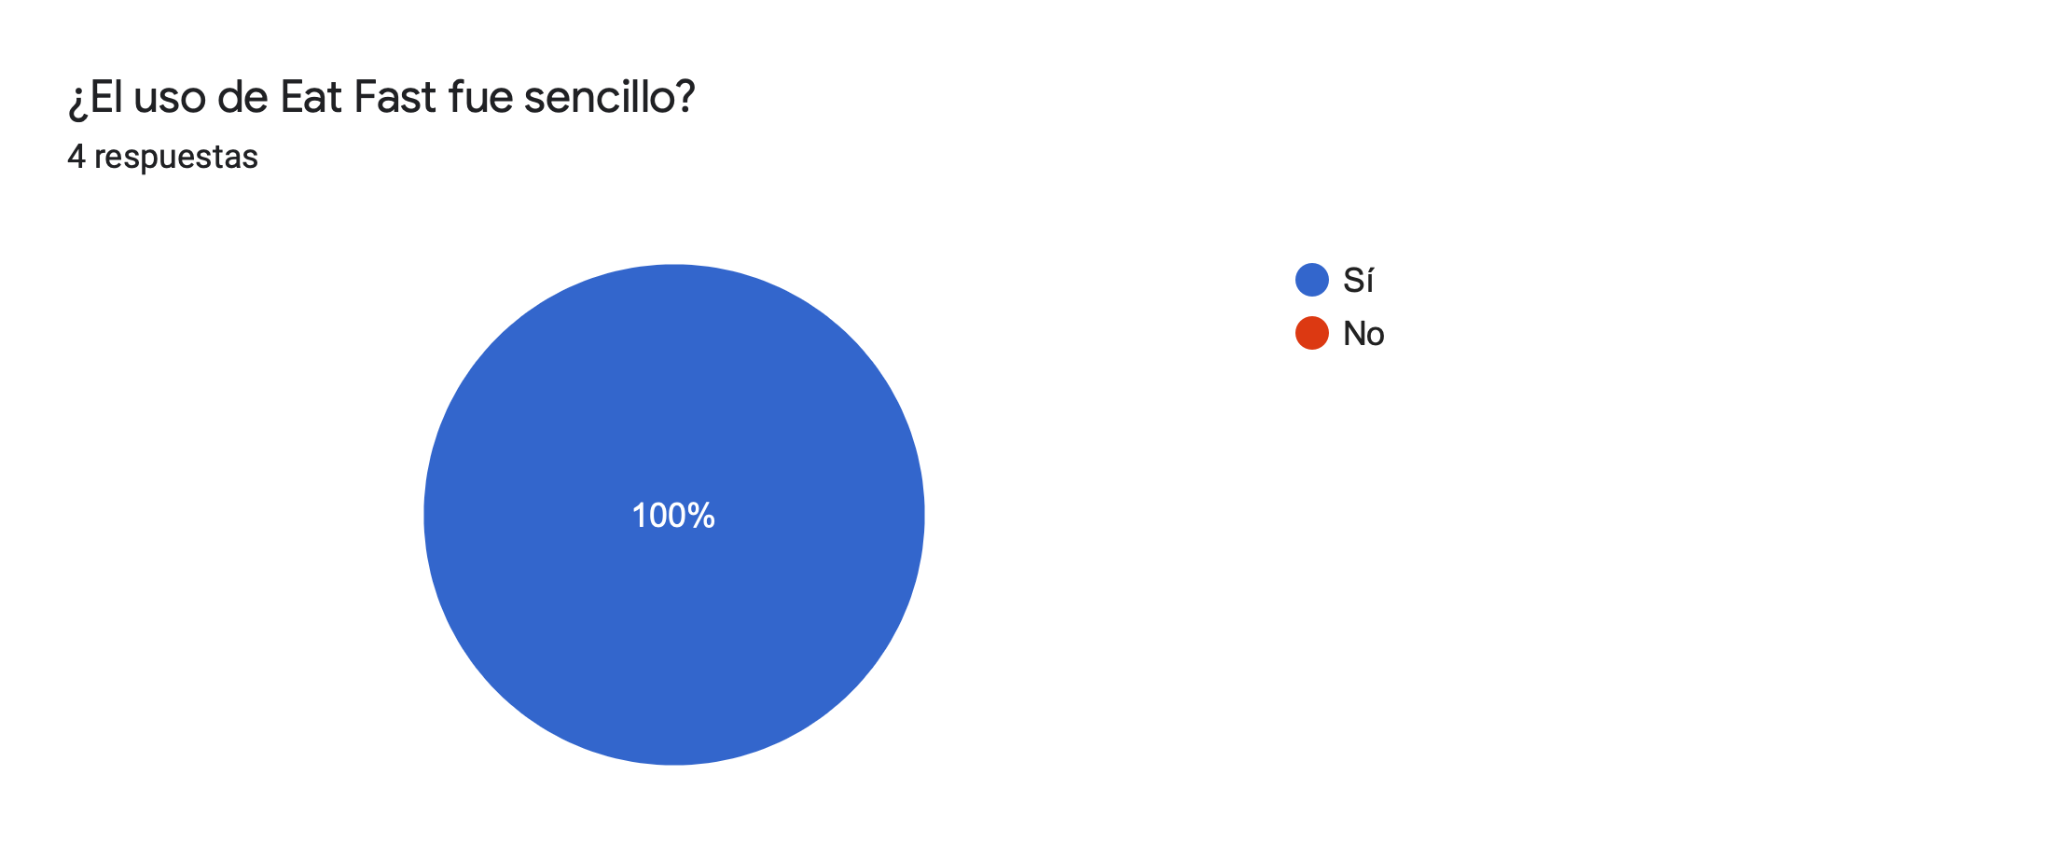 ¿El uso de Eat Fast fue sencillo?
4 respuestas
Sí
No
100%